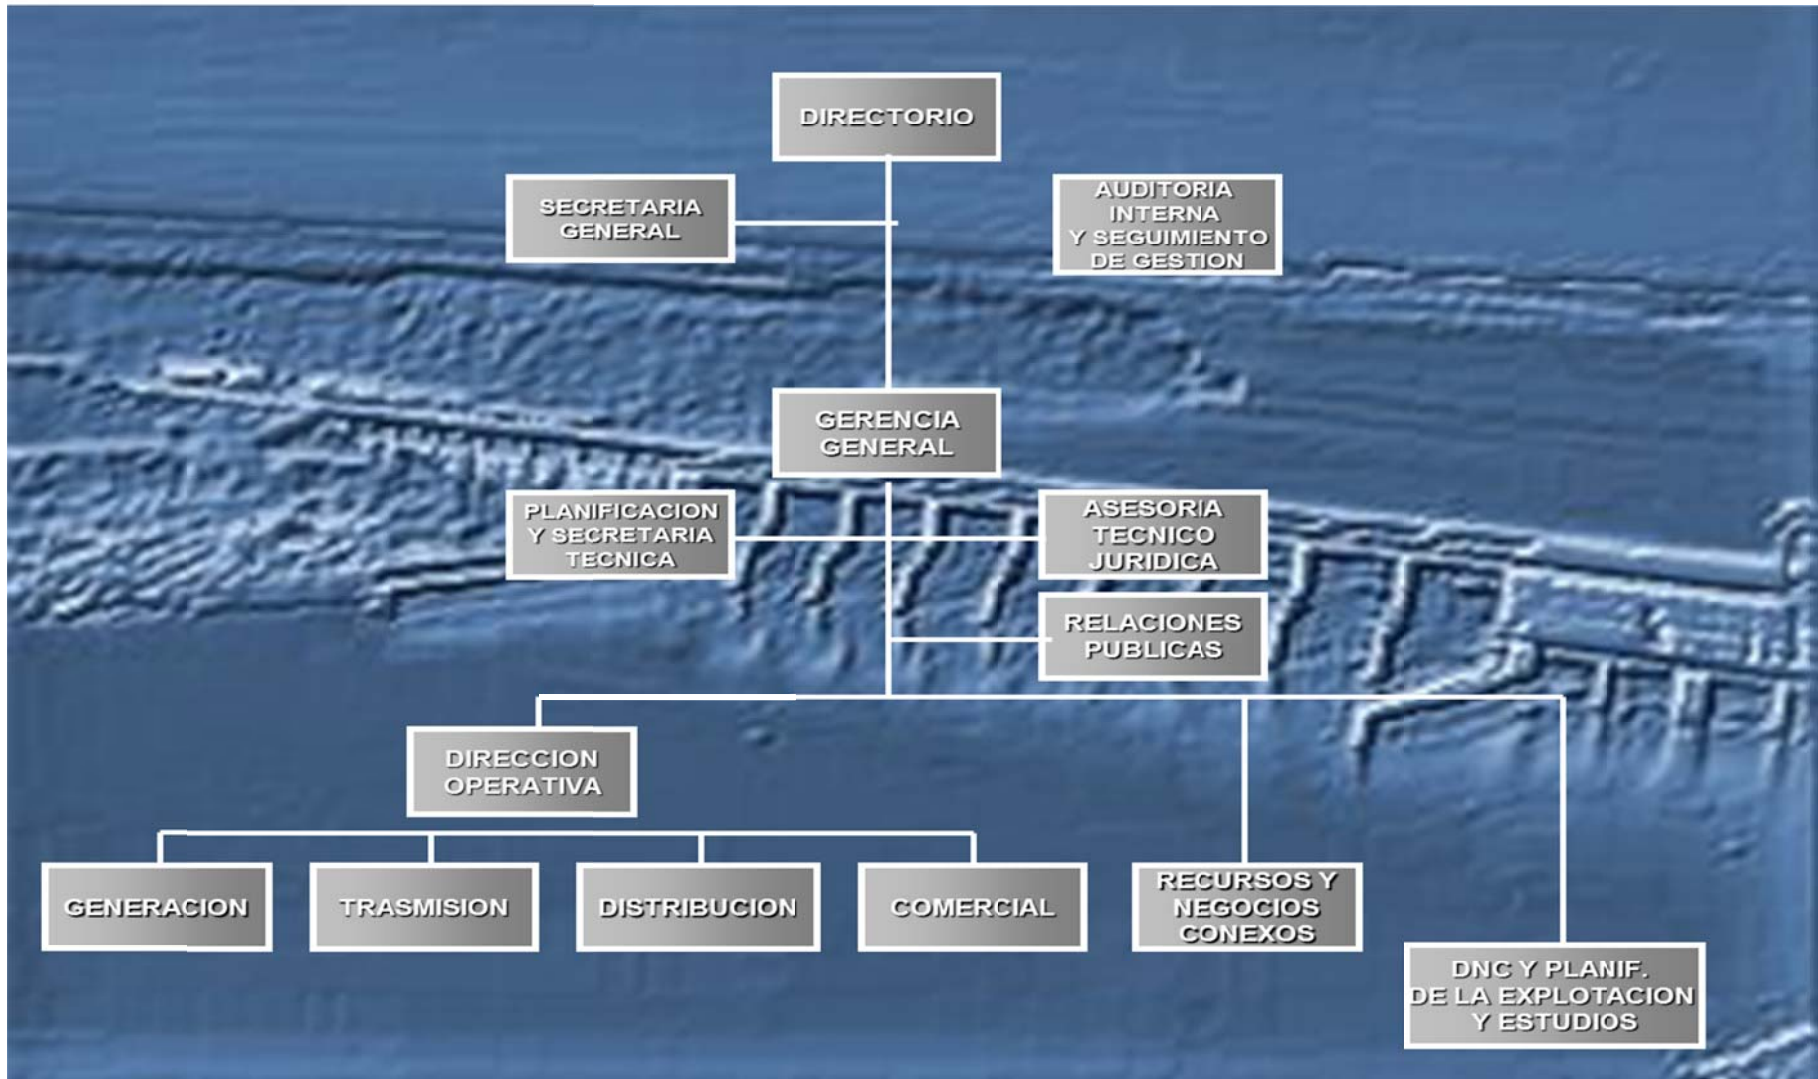 DIRECTORIO
SECRETARIA
GENERAL
AUDITORIA
INTERNA
Y SEGUIMIENTO
DE GESTION
GERENCIA
GENERAL
PLANIFICACION
Y SECRETARIA
TECNICA
ASESORIA
TECNICO
JURIDICA
RELACIONES
PUBLICAS
DIRECCION
OPERATIVA
GENERACION
TRASMISION
DISTRIBUCION
COMERCIAL
RECURSOS Y
NEGOCIOS
CONEXOS
DNC Y PLANIF.
DE LA EXPLOTACION
Y ESTUDIOS